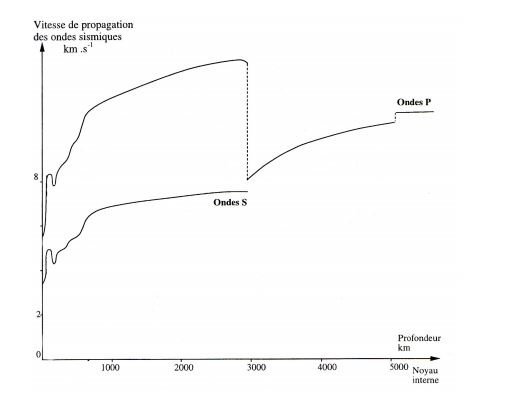 Vitesse de propagation
des ondes sismiques
km .s⁻¹
Ondes P
8
Ondes S
2
Profondeur
km
0
1000 2000 3000 4000 5000 Noyau
interne